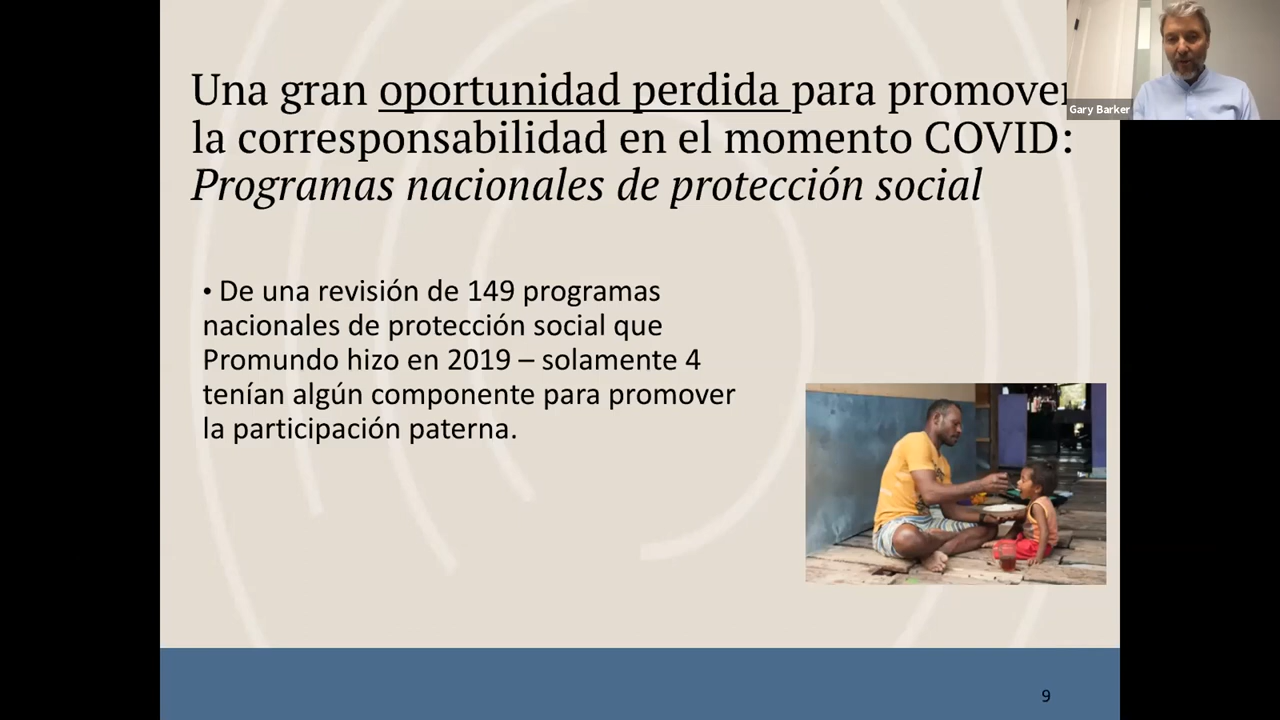 Una gran oportunidad perdida para promover
la corresponsabilidad en el momento COVID:
Programas nacionales de protección social
Gary Barker
• De una revisión de 149 programas
nacionales de protección social que
Promundo hizo en 2019 – solamente 4
tenían algún componente para promover
la participación paterna.
9